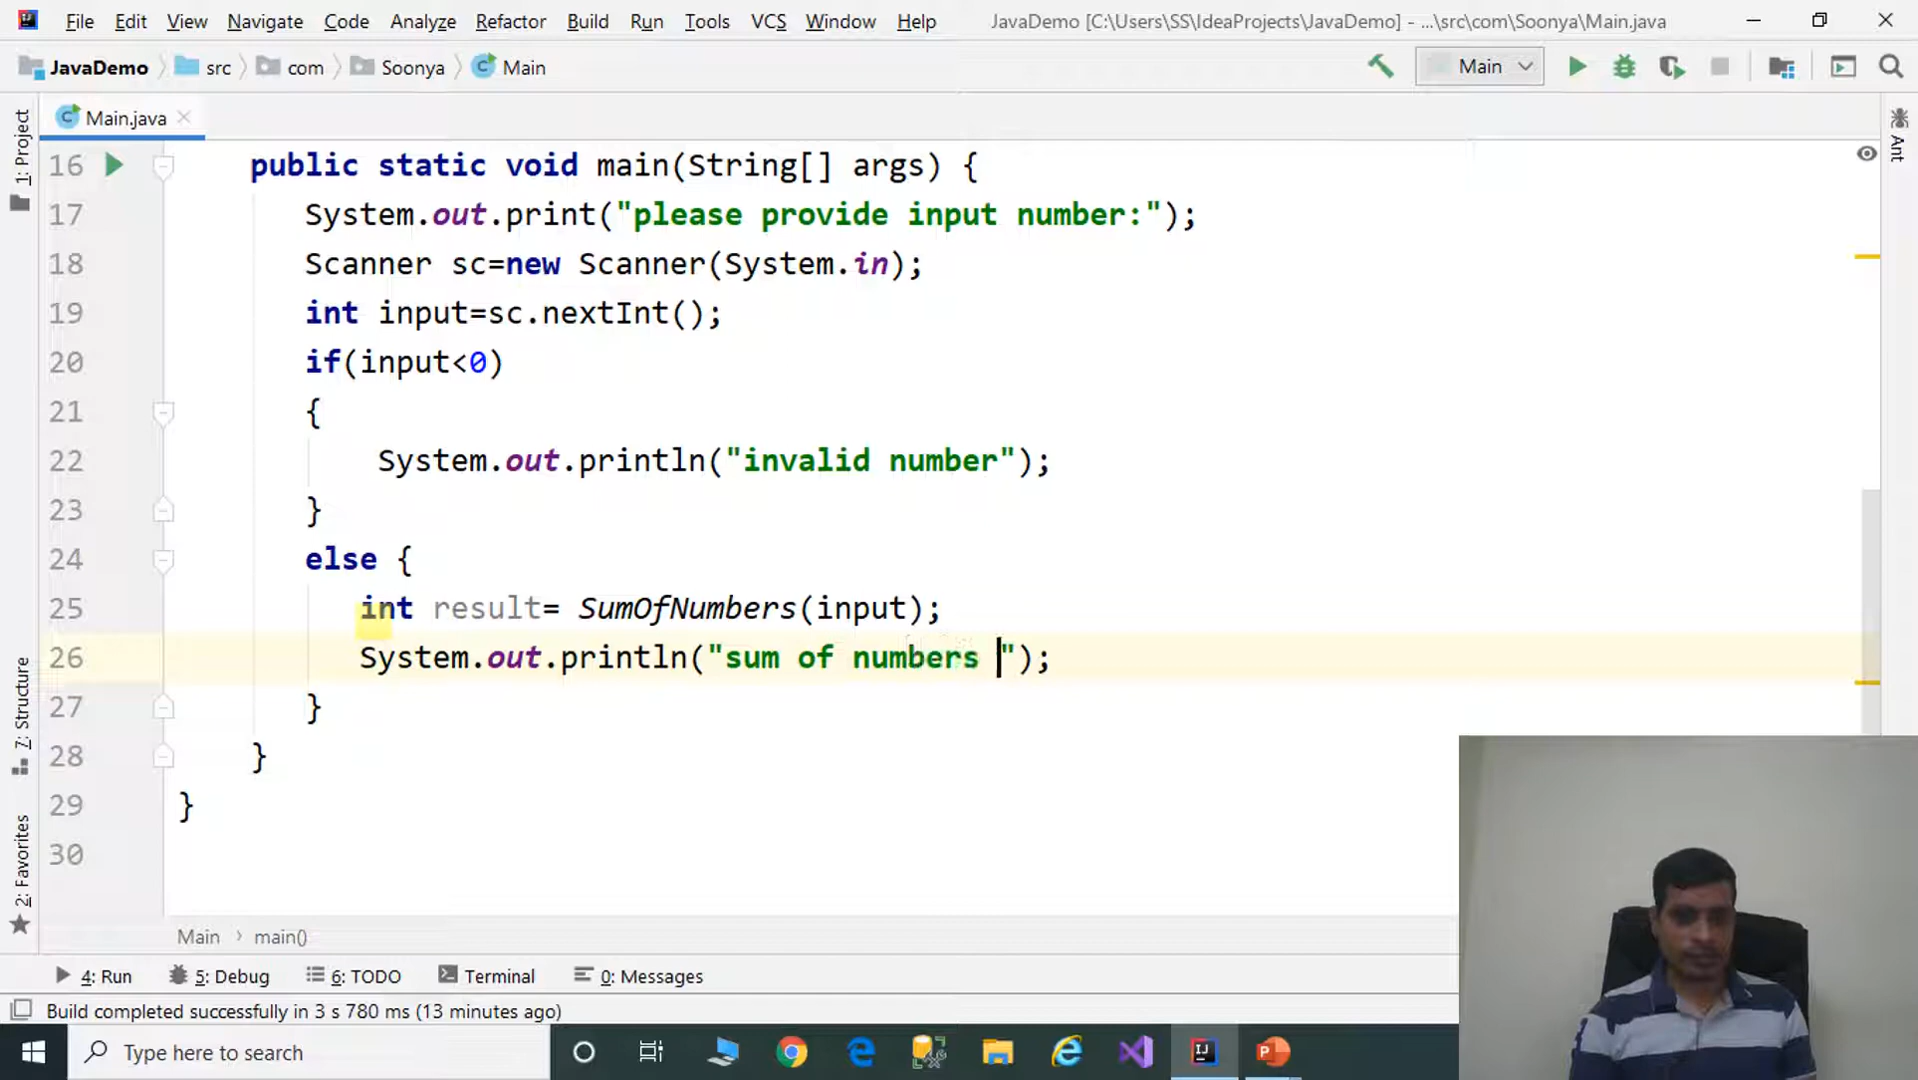 File Edit View Navigate Code Analyze Refactor Build Run Tools VCS Window Help JavaDemo [C:\Users\SS\IdeaProjects\JavaDemo] - ...\src\com\Soonya\Main.java
JavaDemo src com Soonya Main Main
Main.java
1: Project
Ant
7: Structure
2: Favorites
16 public static void main(String[] args) {
17 System.out.print("please provide input number:");
18 Scanner sc=new Scanner(System.in);
19 int input=sc.nextInt();
20 if(input<0)
21 {
22 System.out.println("invalid number");
23 }
24 else {
25 int result= SumOfNumbers(input);
26 System.out.println("sum of numbers ");
27 }
28 }
29 }
30
Main main()
4: Run 5: Debug 6: TODO Terminal 0: Messages
Build completed successfully in 3 s 780 ms (13 minutes ago)
Type here to search